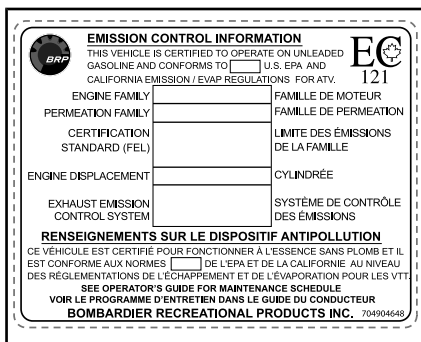 EMISSION CONTROL INFORMATION
THIS VEHICLE IS CERTIFIED TO OPERATE ON UNLEADED
GASOLINE AND CONFORMS TO U.S. EPA AND
CALIFORNIA EMISSION / EVAP REGULATIONS FOR ATV.
BRP
EC
121
ENGINE FAMILY FAMILLE DE MOTEUR
PERMEATION FAMILY FAMILLE DE PERMEATION
CERTIFICATION LIMITE DES ÉMISSIONS
STANDARD (FEL) DE LA FAMILLE
ENGINE DISPLACEMENT CYLINDRÉE
EXHAUST EMISSION SYSTÈME DE CONTRÔLE
CONTROL SYSTEM DES ÉMISSIONS
RENSEIGNEMENTS SUR LE DISPOSITIF ANTIPOLLUTION
CE VÉHICULE EST CERTIFIÉ POUR FONCTIONNER À L'ESSENCE SANS PLOMB ET IL
EST CONFORME AUX NORMES DE L'EPA ET DE LA CALIFORNIE AU NIVEAU
DES RÉGLEMENTATIONS DE L'ÉCHAPPEMENT ET DE L'ÉVAPORATION POUR LES VTT.
SEE OPERATOR'S GUIDE FOR MAINTENANCE SCHEDULE
VOIR LE PROGRAMME D'ENTRETIEN DANS LE GUIDE DU CONDUCTEUR
BOMBARDIER RECREATIONAL PRODUCTS INC. 704904648